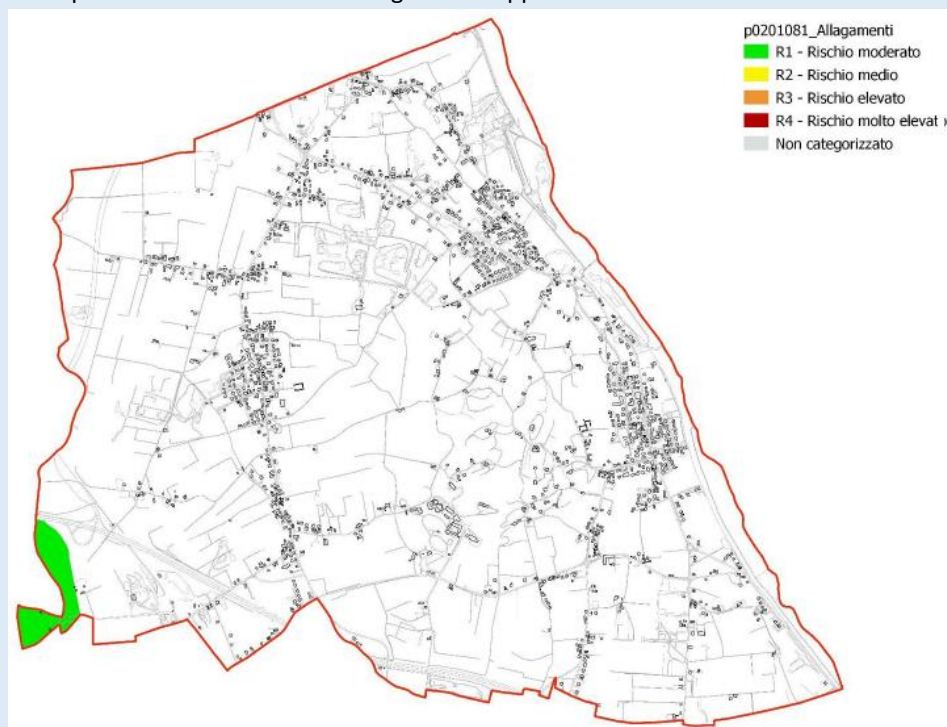 p0201081_Allagamenti
R1 - Rischio moderato
R2 - Rischio medio
R3 - Rischio elevato
R4 - Rischio molto elevat
Non categorizzato